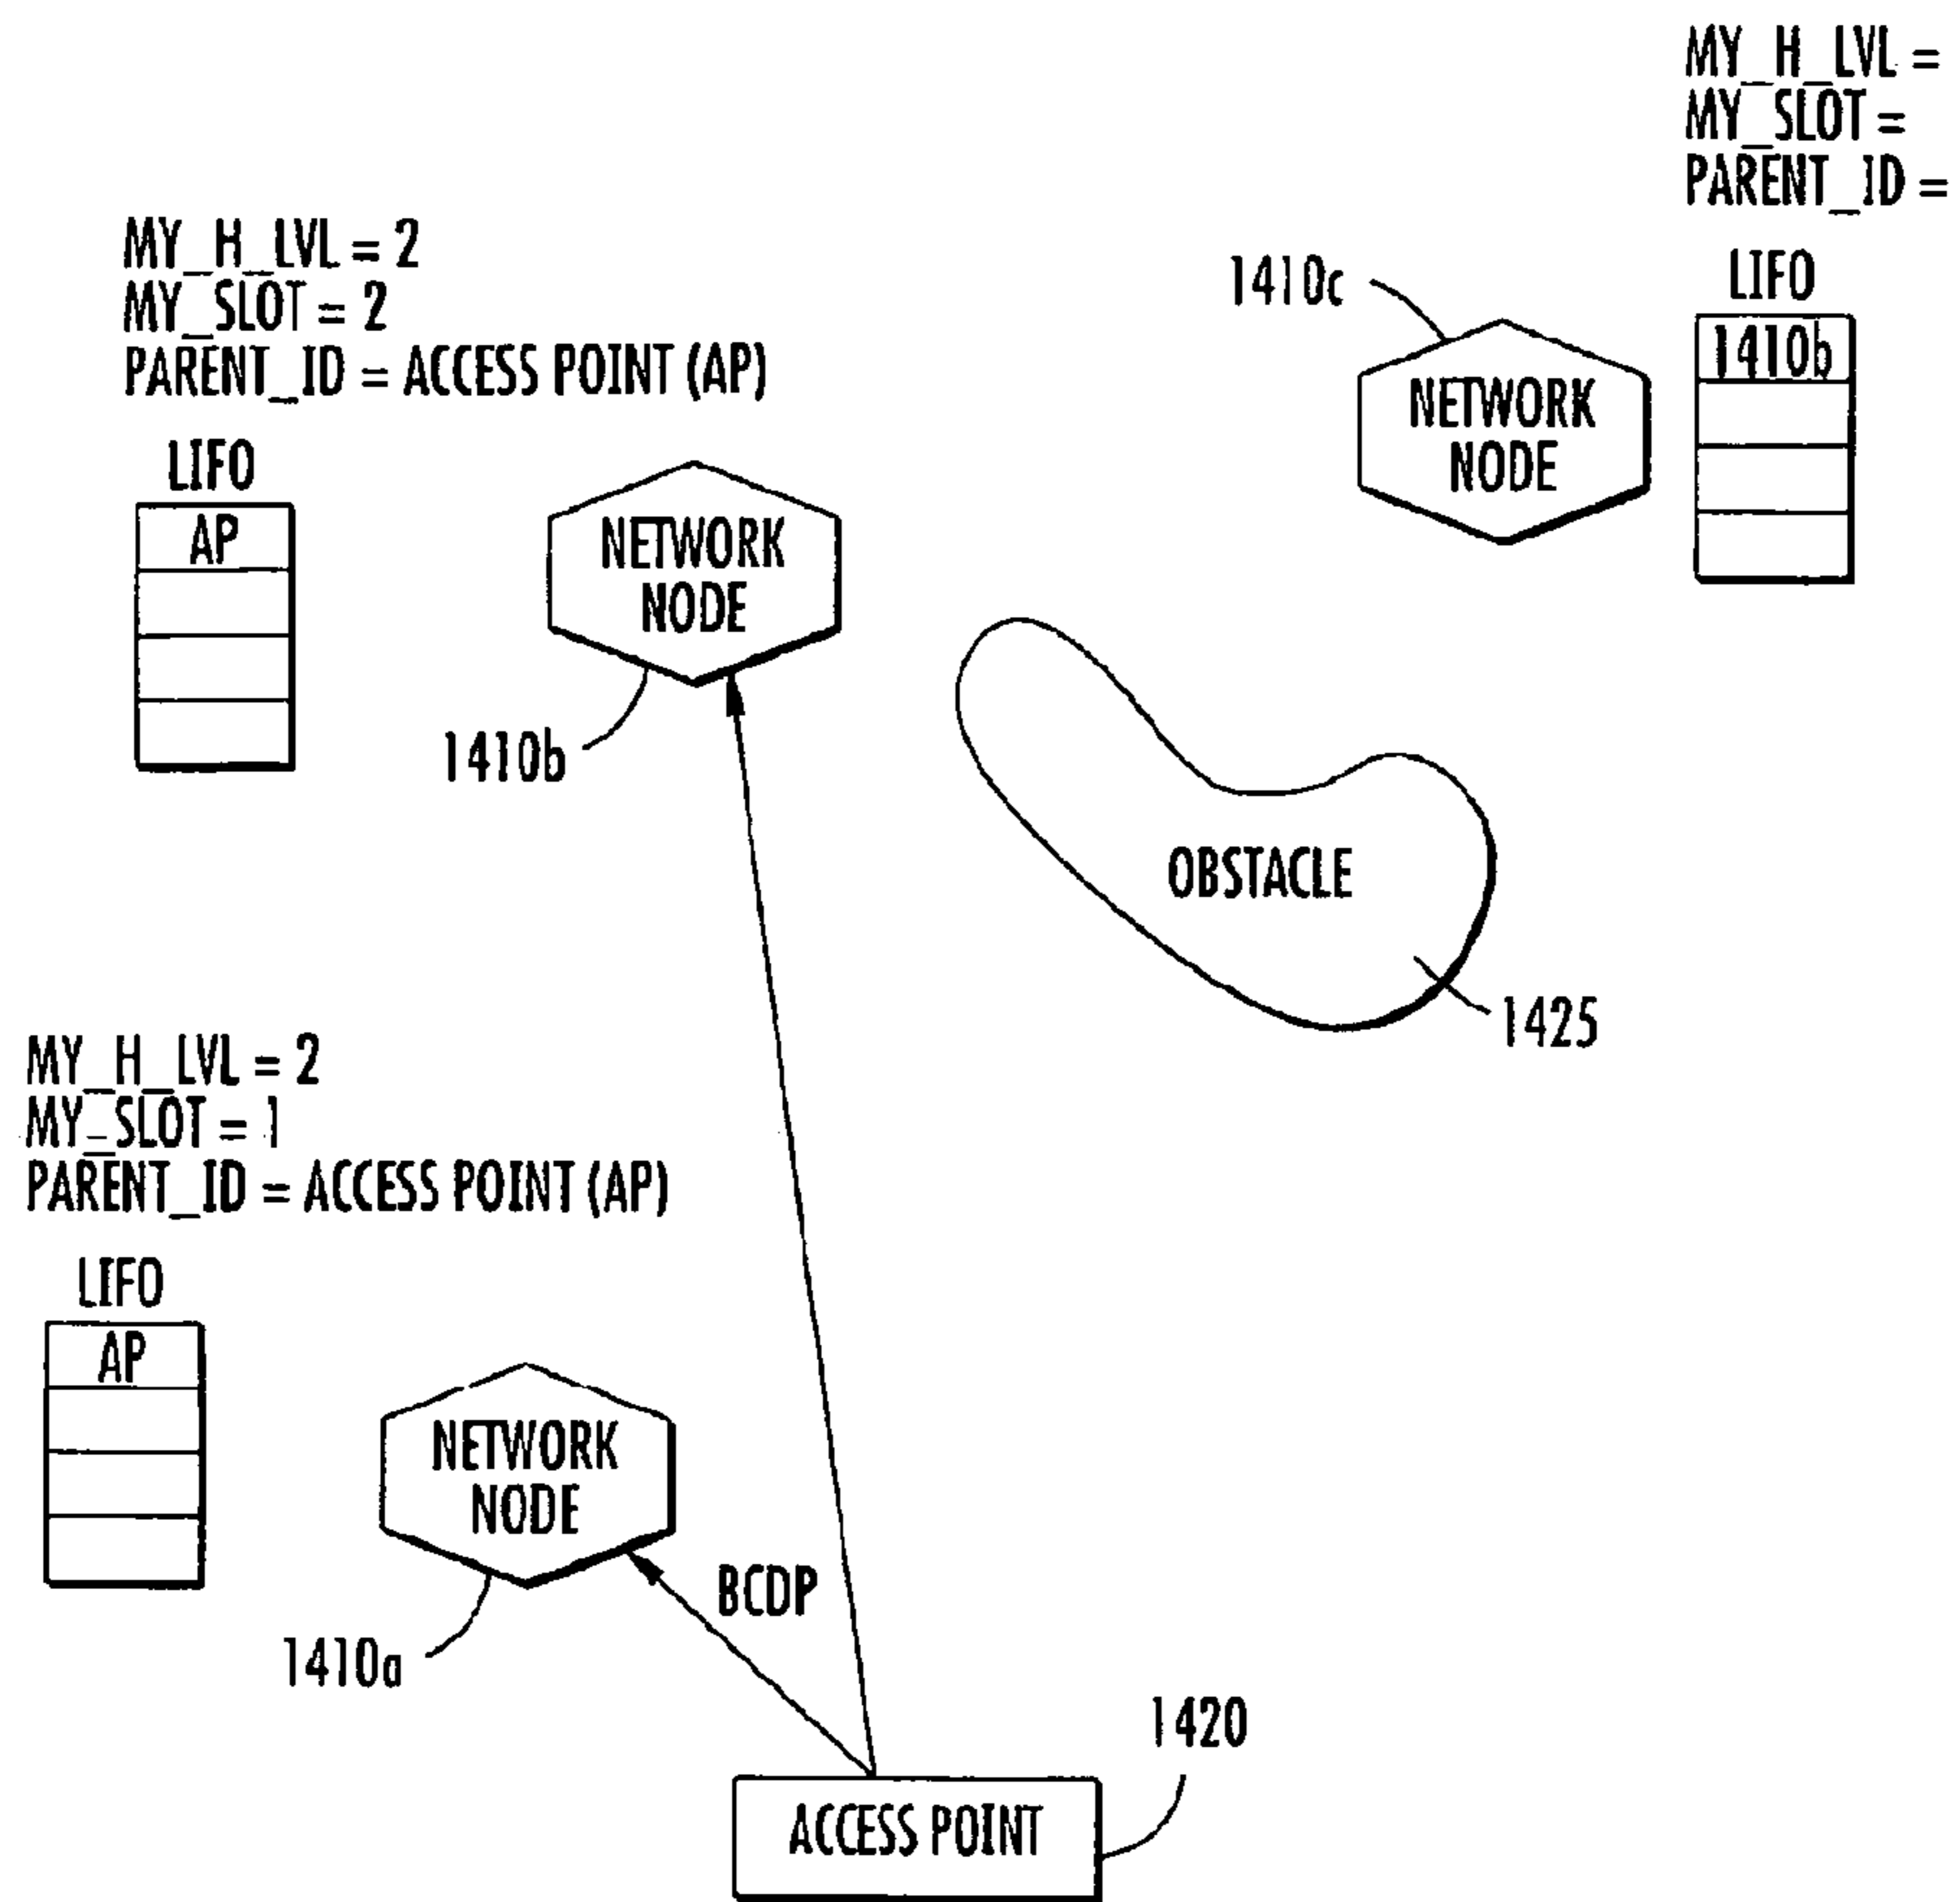 MY_H_LVL =
MY_SLOT =
PARENT_ID =
LIFO
1410b
1410c
NETWORK
NODE
MY_H_LVL = 2
MY_SLOT = 2
PARENT_ID = ACCESS POINT (AP)
LIFO
AP
NETWORK
NODE
1410b
OBSTACLE
1425
MY_H_LVL = 2
MY_SLOT = 1
PARENT_ID = ACCESS POINT (AP)
LIFO
AP
NETWORK
NODE
BCDP
1410a
1420
ACCESS POINT